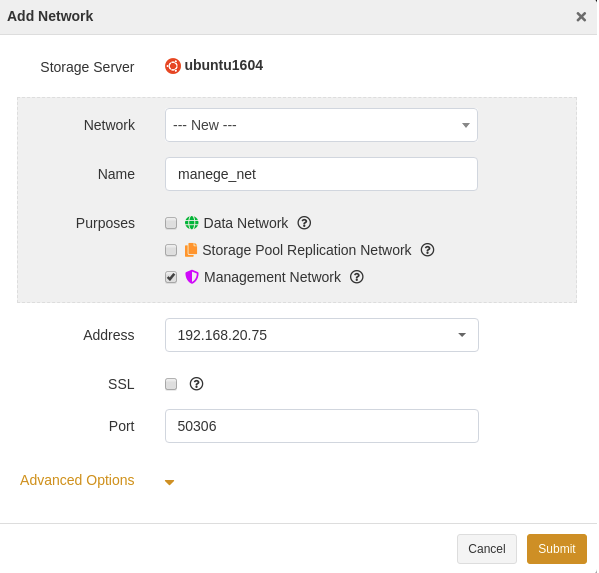 Add Network
Storage Server ubuntu1604
Network --- New ---
Name manege_net
Purposes Data Network
Storage Pool Replication Network
Management Network
Address 192.168.20.75
SSL
Port 50306
Advanced Options
Cancel Submit